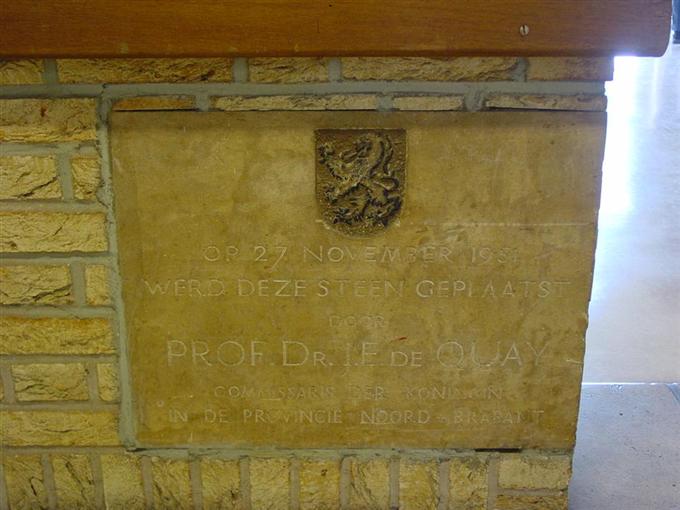 OP 27 NOVEMBER 1951
WERD DEZE STEEN GEPLAATST
DOOR
PROF. DR. J. E. DE QUAY
COMMISSARIS DER KONINGIN
IN DE PROVINCIE NOORD-BRABANT